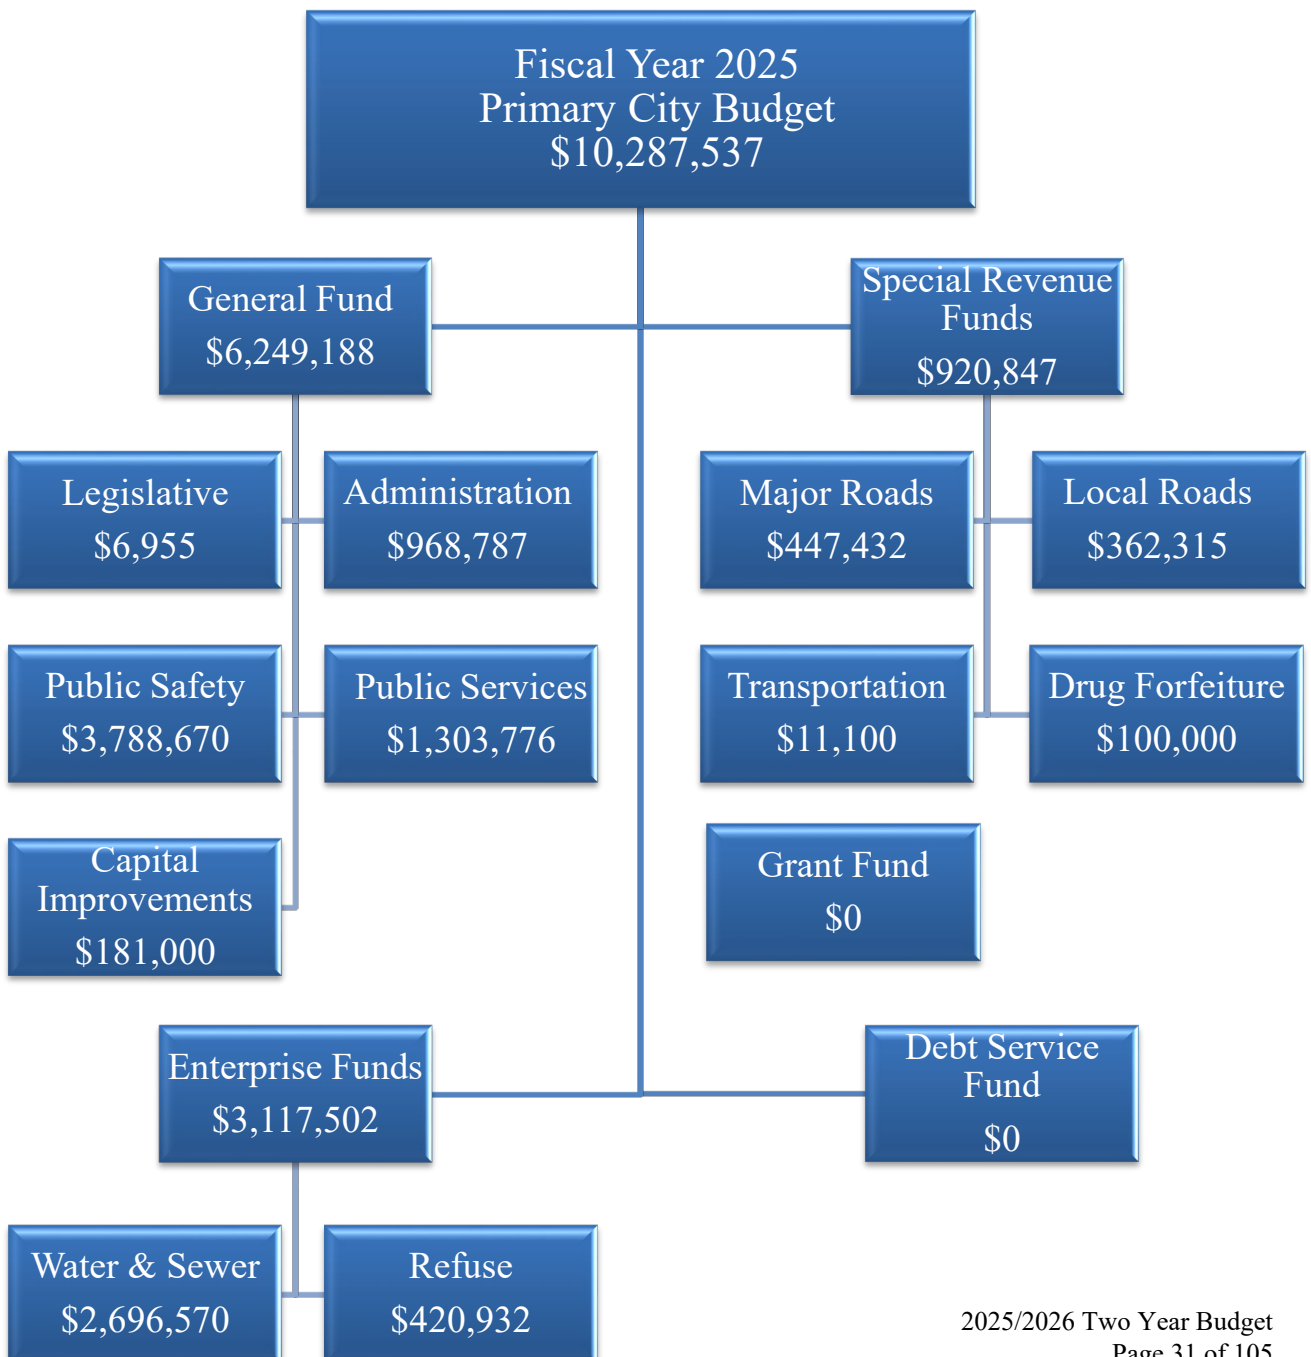 Fiscal Year 2025
Primary City Budget
$10,287,537
General Fund
$6,249,188
Special Revenue
Funds
$920,847
Legislative
$6,955
Administration
$968,787
Major Roads
$447,432
Local Roads
$362,315
Public Safety
$3,788,670
Public Services
$1,303,776
Transportation
$11,100
Drug Forfeiture
$100,000
Capital
Improvements
$181,000
Grant Fund
$0
Enterprise Funds
$3,117,502
Debt Service
Fund
$0
Water & Sewer
$2,696,570
Refuse
$420,932
2025/2026 Two Year Budget
Page 31 of 105